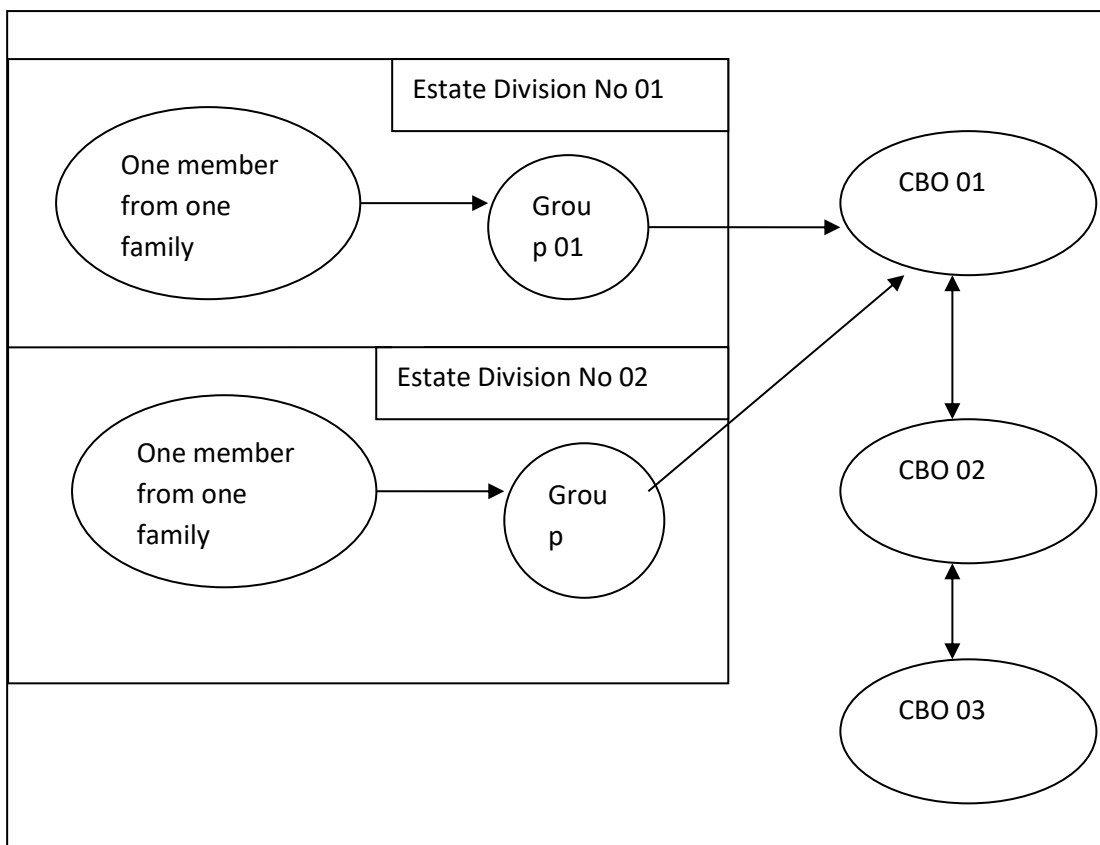 Estate Division No 01
One member
from one
family
Grou
p 01
CBO 01
Estate Division No 02
One member
from one
family
Grou
p
CBO 02
CBO 03